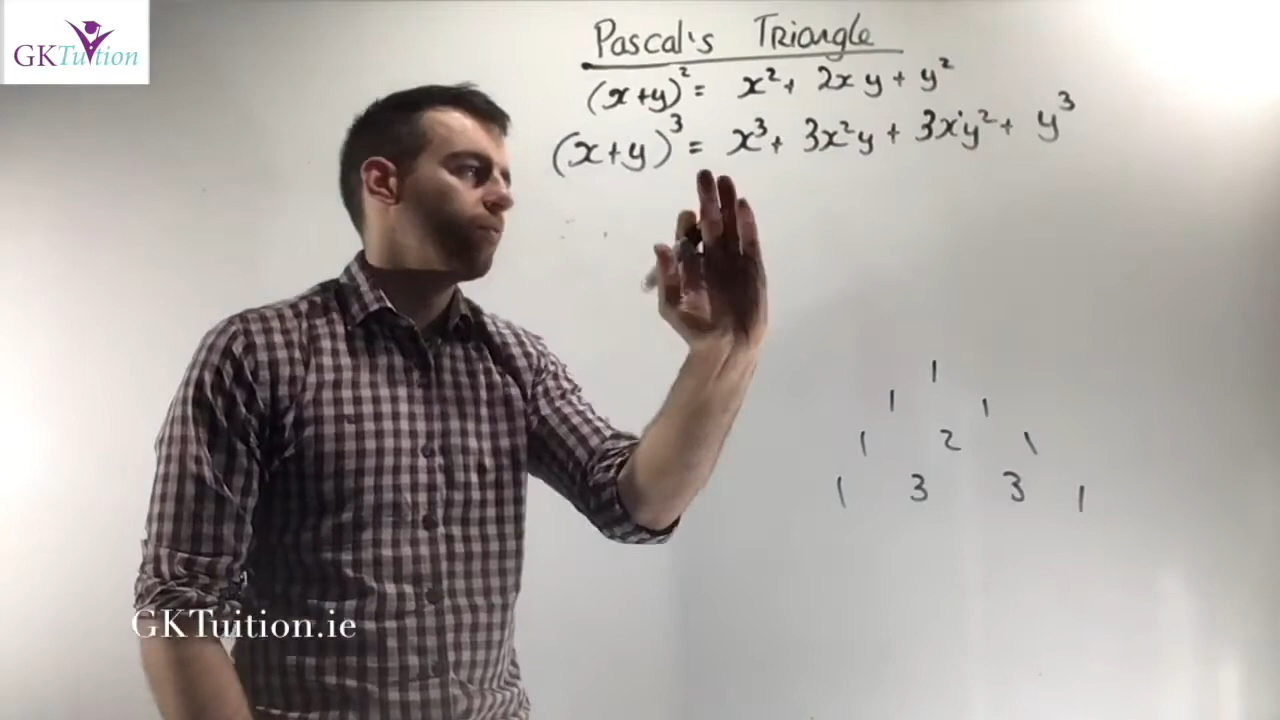 GKTuition
Pascal's Triangle
(x+y)² = x² + 2xy + y²
(x+y)³ = x³ + 3x²y + 3xy² + y³
1
1 1
1 2 1
1 3 3 1
GKTuition.ie